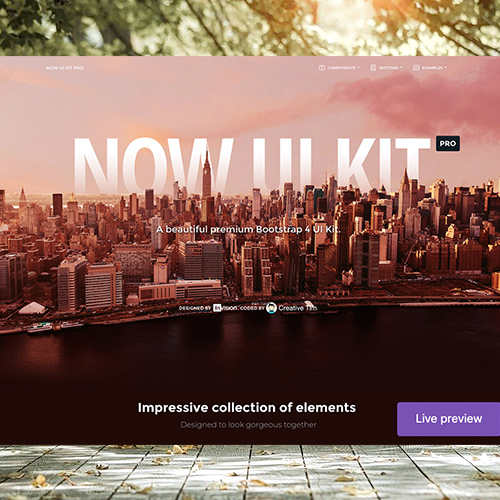 NOW UI KIT PRO
COMPONENTS
SECTIONS
EXAMPLES
NOW UI KIT PRO
A beautiful premium Bootstrap 4 UI Kit.
DESIGNED BY INVISION. CODED BY Creative Tim
Impressive collection of elements
Designed to look gorgeous together
Live preview